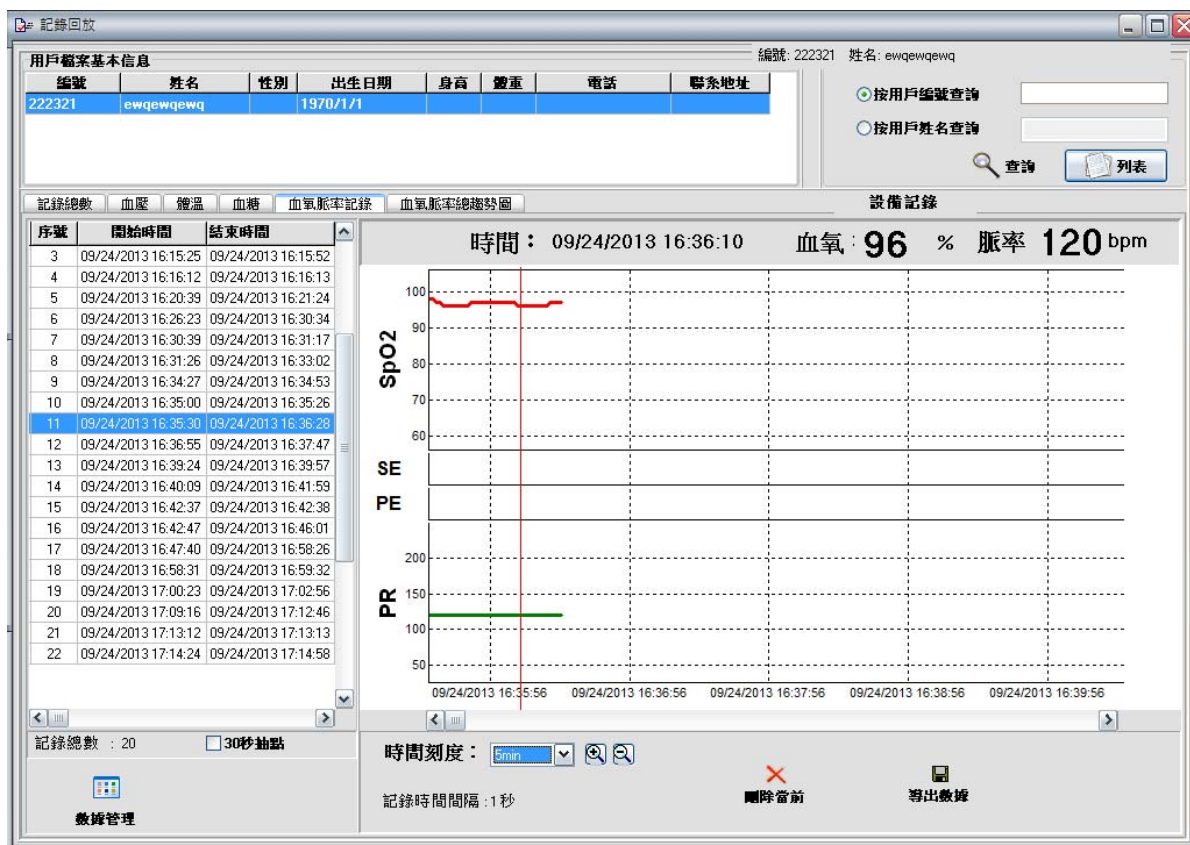 記錄回放
用戶檔案基本信息
編號: 222321 姓名: ewqewqewq
編號 姓名 性別 出生日期 身高 體重 電話 聯系地址
222321 ewqewqewq 1970/1/1
按用戶編號查詢
按用戶姓名查詢
查詢 列表
記錄總數 血壓 體溫 血糖 血氧脈率記錄 血氧脈率總趨勢圖 設備記錄
序號 開始時間 結束時間
3 09/24/2013 16:15:25 09/24/2013 16:15:52
4 09/24/2013 16:16:12 09/24/2013 16:16:13
5 09/24/2013 16:20:39 09/24/2013 16:21:24
6 09/24/2013 16:26:23 09/24/2013 16:30:34
7 09/24/2013 16:30:39 09/24/2013 16:31:17
8 09/24/2013 16:31:26 09/24/2013 16:33:02
9 09/24/2013 16:34:27 09/24/2013 16:34:53
10 09/24/2013 16:35:00 09/24/2013 16:35:26
11 09/24/2013 16:35:30 09/24/2013 16:36:28
12 09/24/2013 16:36:55 09/24/2013 16:37:47
13 09/24/2013 16:39:24 09/24/2013 16:39:57
14 09/24/2013 16:40:09 09/24/2013 16:41:59
15 09/24/2013 16:42:37 09/24/2013 16:42:38
16 09/24/2013 16:42:47 09/24/2013 16:46:01
17 09/24/2013 16:47:40 09/24/2013 16:58:26
18 09/24/2013 16:58:31 09/24/2013 16:59:32
19 09/24/2013 17:00:23 09/24/2013 17:02:56
20 09/24/2013 17:09:16 09/24/2013 17:12:46
21 09/24/2013 17:13:12 09/24/2013 17:13:13
22 09/24/2013 17:14:24 09/24/2013 17:14:58
記錄總數 : 20 30秒抽點
數據管理
時間： 09/24/2013 16:36:10 血氧 : 96 % 脈率 120 bpm
SpO2
100
90
80
70
60
SE
PE
PR
200
150
100
50
09/24/2013 16:35:56 09/24/2013 16:36:56 09/24/2013 16:37:56 09/24/2013 16:38:56 09/24/2013 16:39:56
時間刻度： 5min
記錄時間間隔 :1秒
刪除當前 導出數據